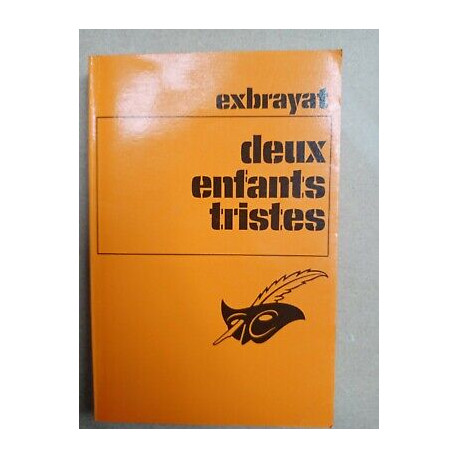 exbrayat
deux
enfants
tristes